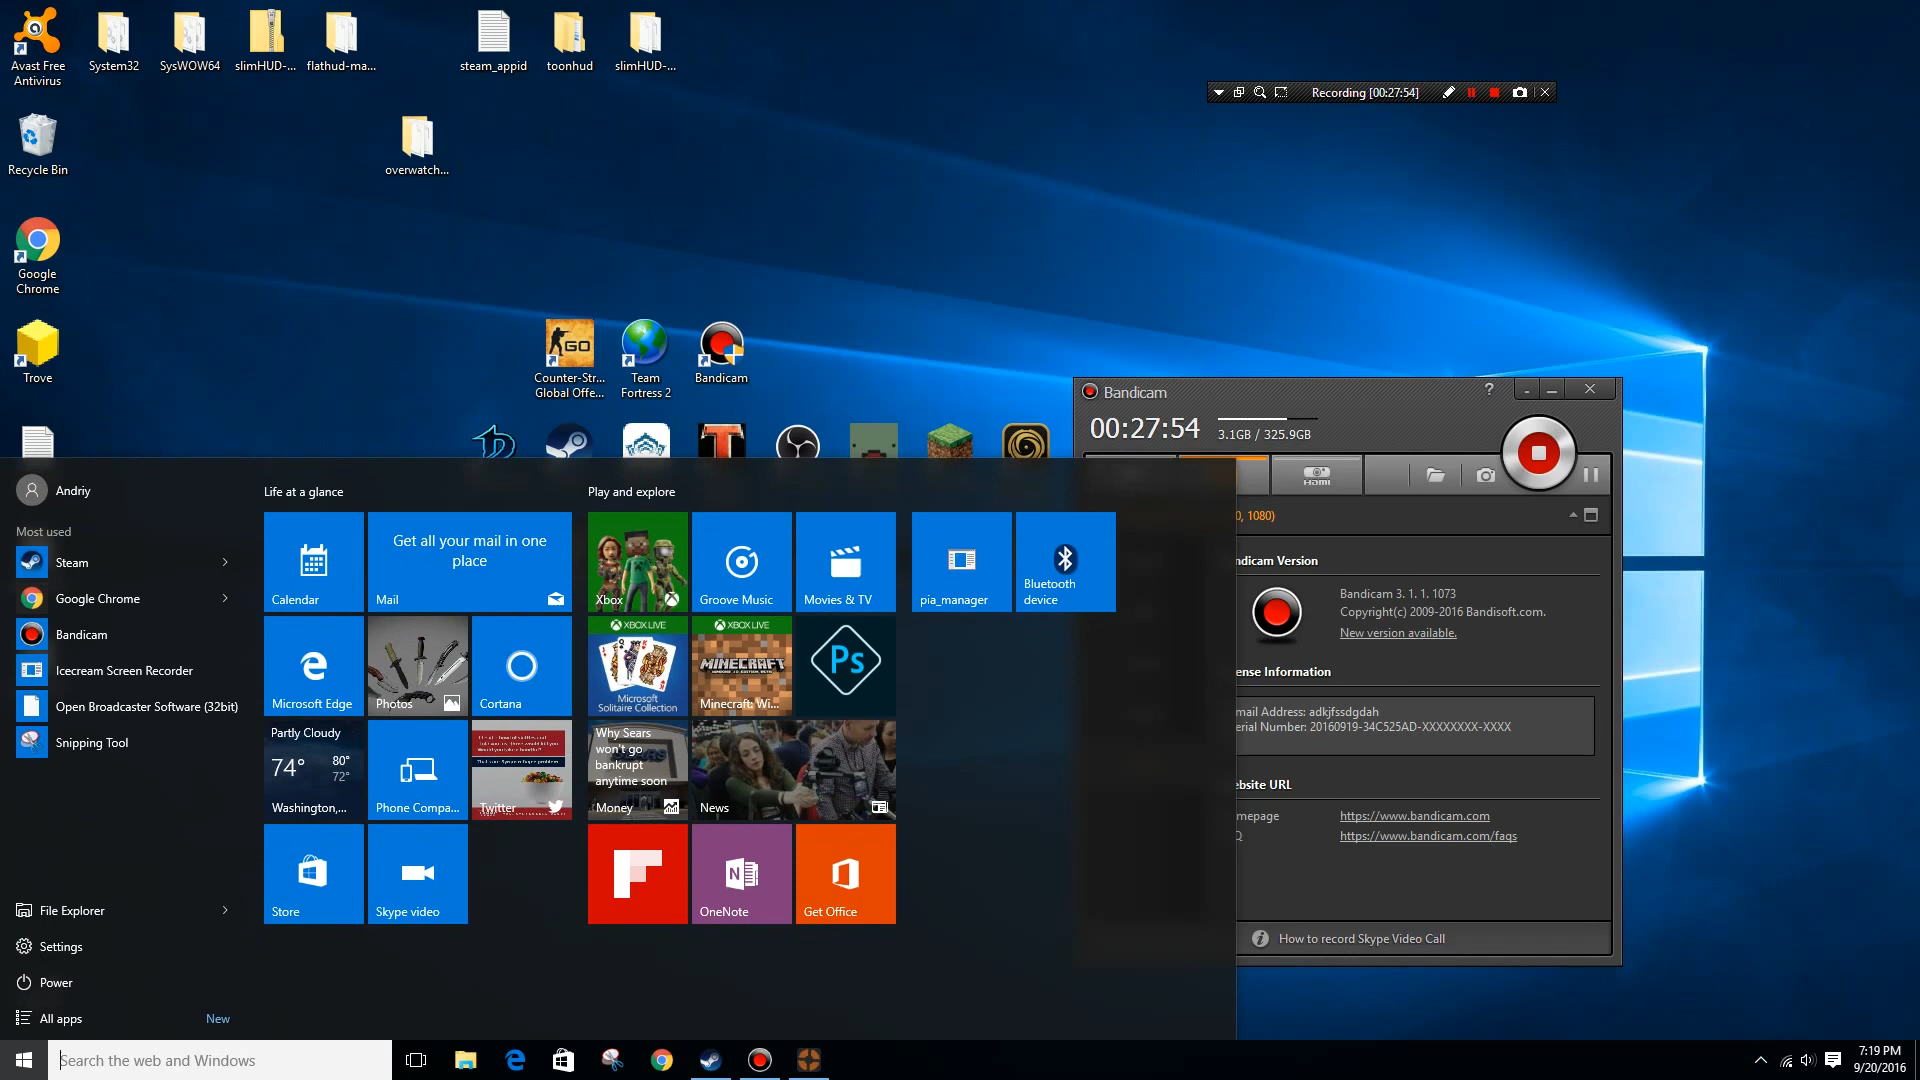 Avast Free
Antivirus
System32
SysWOW64
slimHUD-...
flathud-ma...
steam_appid
toonhud
slimHUD-...
Recording [00:27:54]
Recycle Bin
overwatch...
Google
Chrome
Trove
GO
Counter-Str...
Global Offe...
Team
Fortress 2
Bandicam
Bandicam
?
00:27:54
3.1GB / 325.9GB
HDMI
0, 1080)
Andriy
Most used
Steam
Google Chrome
Bandicam
Icecream Screen Recorder
Open Broadcaster Software (32bit)
Snipping Tool
File Explorer
Settings
Power
All apps
New
Life at a glance
Calendar
Get all your mail in one
place
Mail
Microsoft Edge
Photos
Cortana
Partly Cloudy
74°
80°
72°
Washington,...
Phone Compa...
Twitter
Store
Skype video
Play and explore
Xbox
Groove Music
Movies & TV
XBOX LIVE
Microsoft
Solitaire Collection
XBOX LIVE
MINECRAFT
Minecraft: Wi...
Ps
Why Sears
won't go
bankrupt
anytime soon
Money
News
OneNote
Get Office
pia_manager
Bluetooth
device
ndicam Version
Bandicam 3. 1. 1. 1073
Copyright(c) 2009-2016 Bandisoft.com.
New version available.
ense Information
mail Address: adkjfssdgdah
erial Number: 20160919-34C525AD-XXXXXXXX-XXXX
ebsite URL
mepage
https://www.bandicam.com
Q
https://www.bandicam.com/faqs
How to record Skype Video Call
Search the web and Windows
7:19 PM
9/20/2016